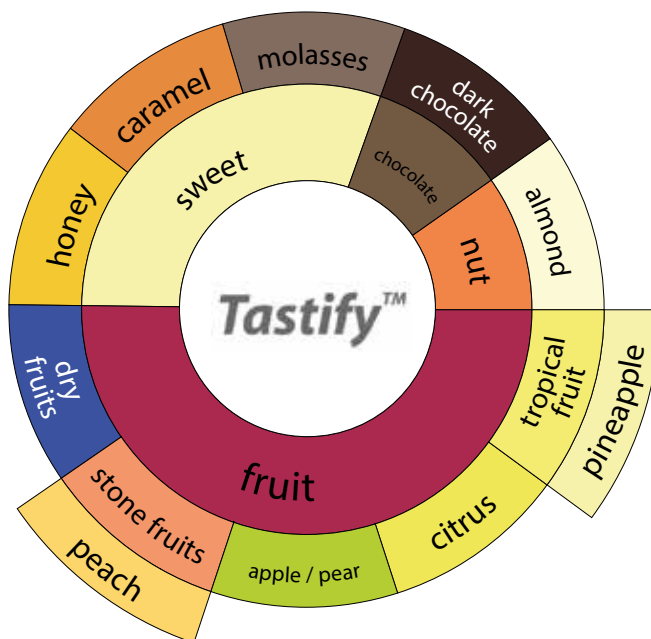 molasses
caramel
dark
chocolate
sweet
chocolate
honey
almond
nut
Tastify™
dry
fruits
tropical
fruit
pineapple
fruit
stone fruits
citrus
peach
apple / pear